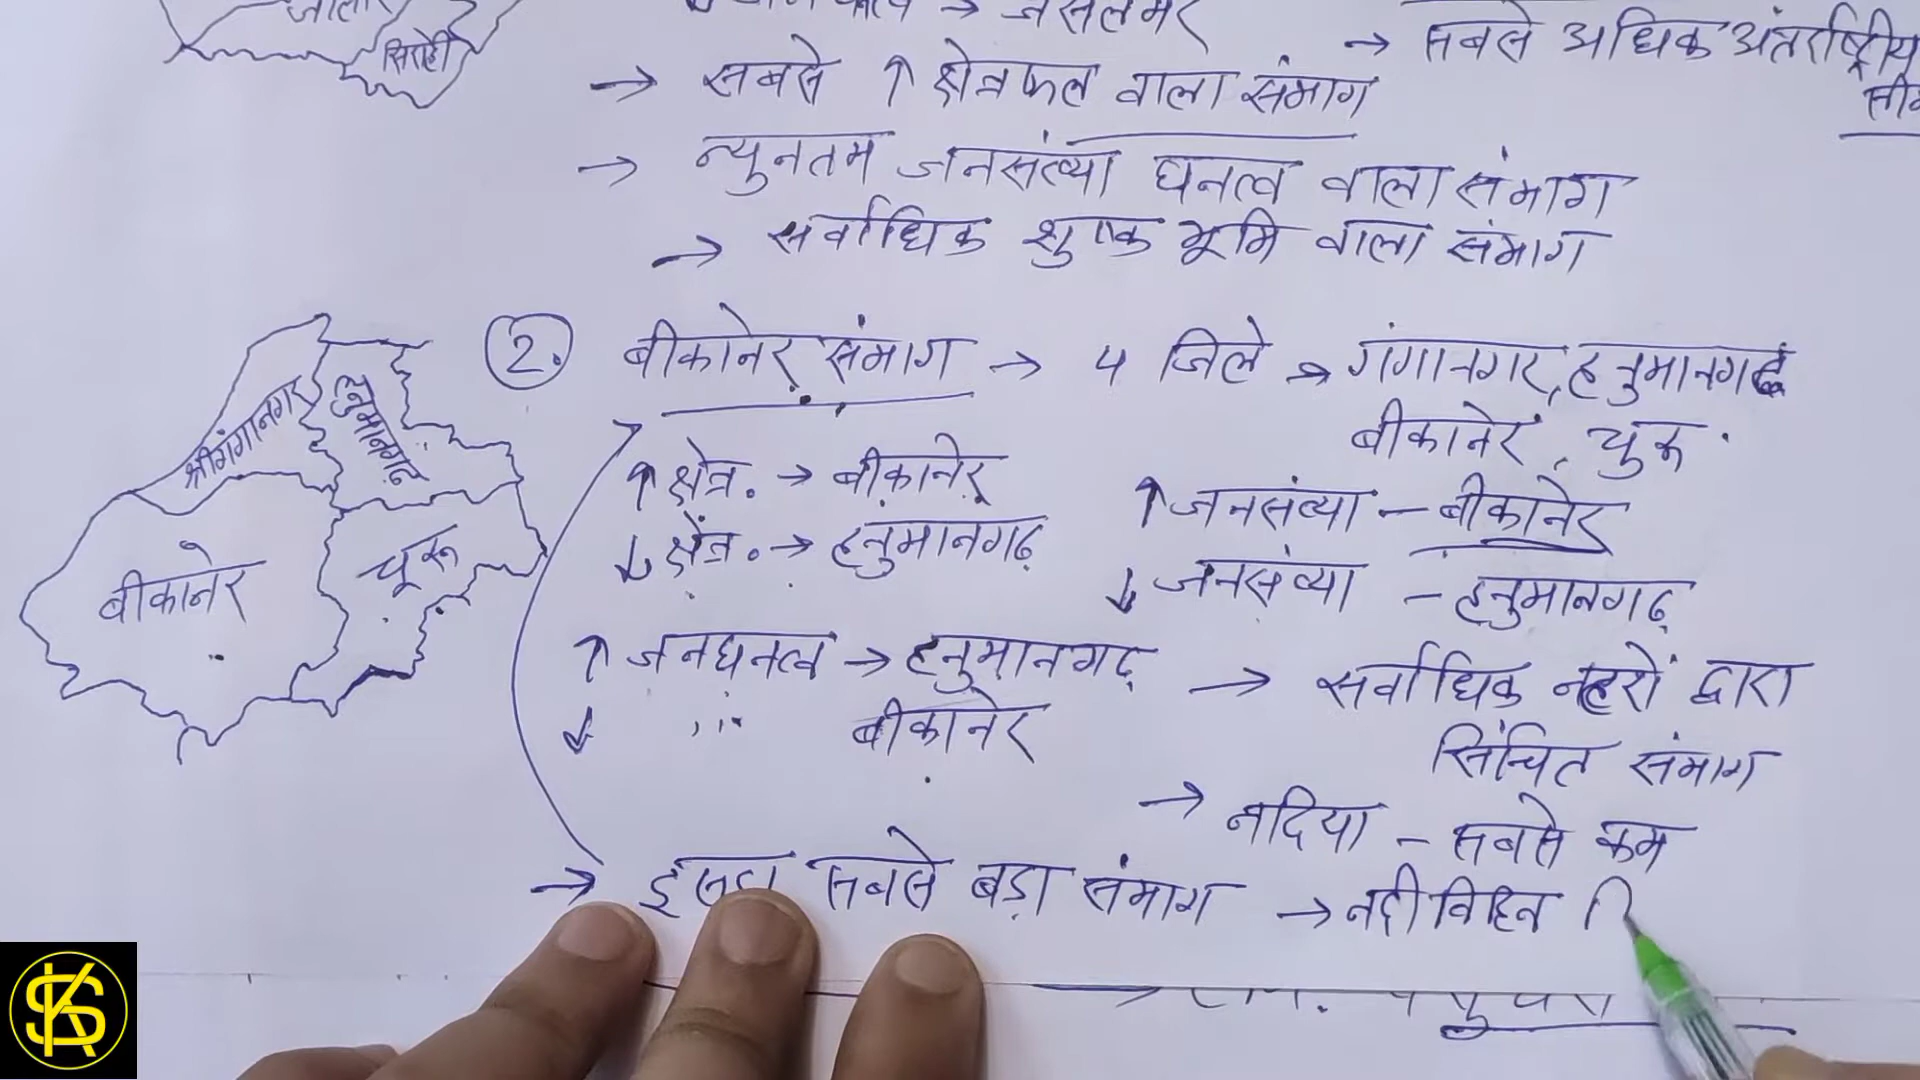 सिरोही
→ जैसलमेर
→ सबसे अधिक अंतर्राष्ट्रीय
→ सबसे ↑ क्षेत्रफल वाला संभाग
→ न्युनतम जनसंख्या घनत्व वाला संभाग
→ सर्वाधिक शुष्क भूमि वाला संभाग
2. बीकानेर संभाग → 4 जिले → गंगानगर, हनुमानगढ़
बीकानेर, चुरू
↑ क्षेत्र. → बीकानेर
↓ क्षेत्र. → हनुमानगढ़
↑ जनसंख्या - बीकानेर
↓ जनसंख्या - हनुमानगढ़
↑ जनघनत्व → हनुमानगढ़
↓ ,, ,, बीकानेर
→ सर्वाधिक नहरों द्वारा
सिंचित संभाग
→ नदिया - सबसे कम
→ सबसे बड़ा संभाग
→ नदी विहिन
श्रीगंगानगर
हनुमानगढ़
बीकानेर
चूरू
KS